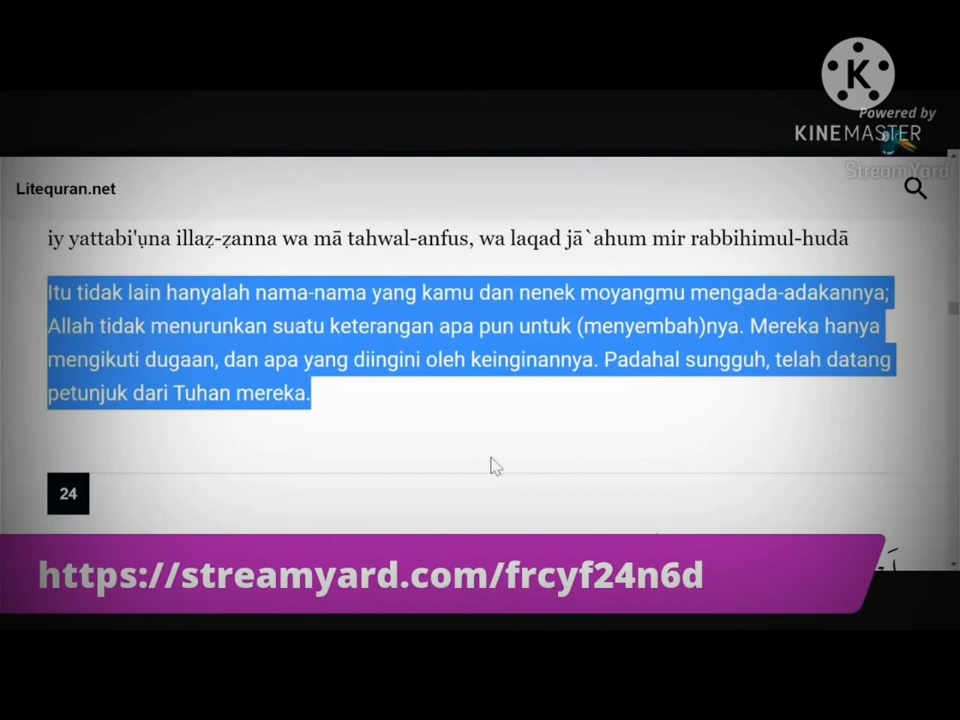 Powered by
KINEMASTER
StreamYard
Litequran.net
iy yattabi'ụna illaẓ-ẓanna wa mā tahwal-anfus, wa laqad jā`ahum mir rabbihimul-hudā
Itu tidak lain hanyalah nama-nama yang kamu dan nenek moyangmu mengada-adakannya;
Allah tidak menurunkan suatu keterangan apa pun untuk (menyembah)nya. Mereka hanya
mengikuti dugaan, dan apa yang diingini oleh keinginannya. Padahal sungguh, telah datang
petunjuk dari Tuhan mereka.
24
https://streamyard.com/frcyf24n6d